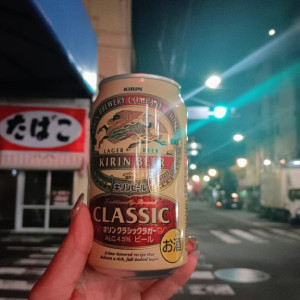 たばこ
KIRIN
BREWERY COMPANY
LAGER BEER
KIRIN BEER
キリンビール
CLASSIC
キリンクラシックラガー
ALC.4.5% ビール
お酒